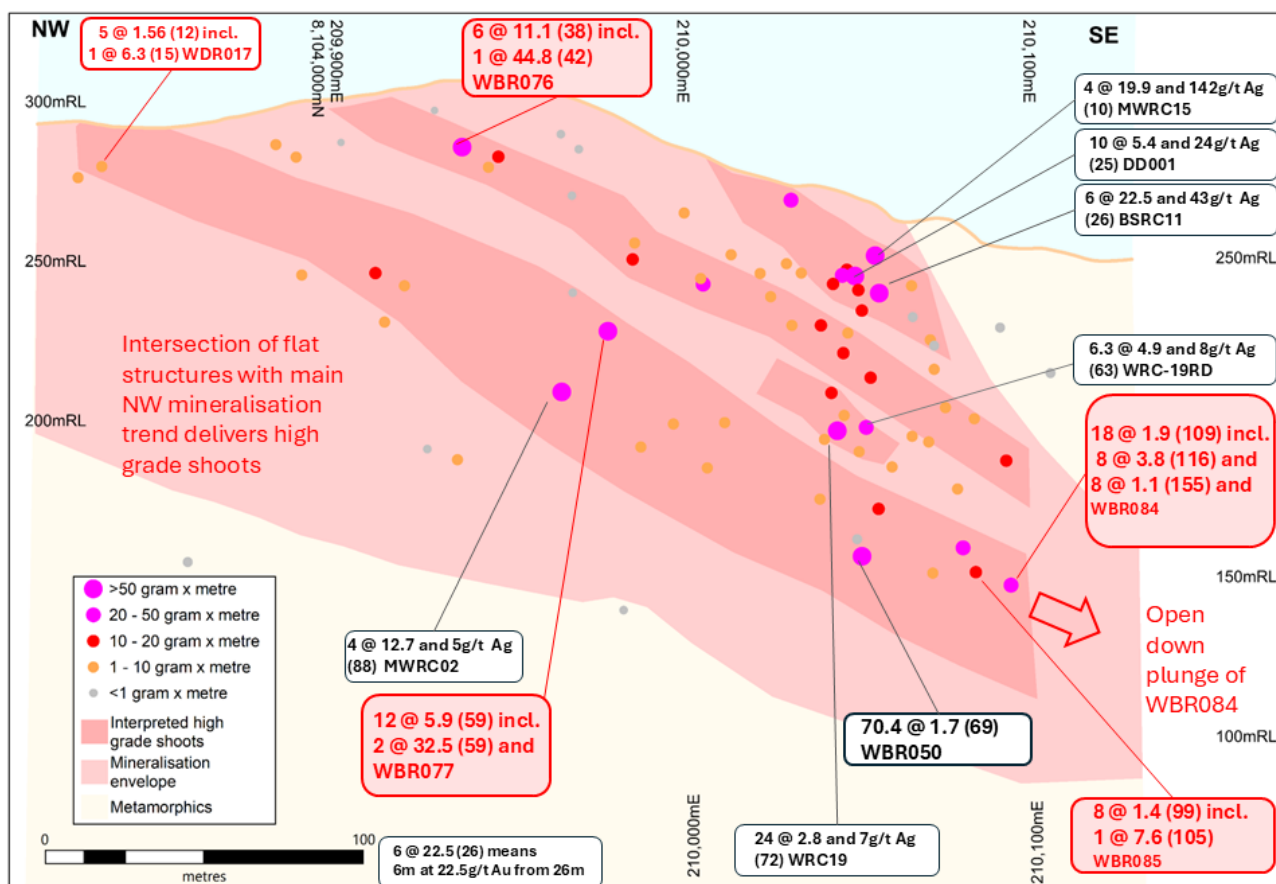 NW
SE
5 @ 1.56 (12) incl.
1 @ 6.3 (15) WDR017
209,900mE
8,104,000mN
6 @ 11.1 (38) incl.
1 @ 44.8 (42)
WBR076
210,000mE
210,100mE
4 @ 19.9 and 142g/t Ag
(10) MWRC15
10 @ 5.4 and 24g/t Ag
(25) DD001
6 @ 22.5 and 43g/t Ag
(26) BSRC11
300mRL
250mRL
250mRL
Intersection of flat
structures with main
NW mineralisation
trend delivers high
grade shoots
6.3 @ 4.9 and 8g/t Ag
(63) WRC-19RD
200mRL
18 @ 1.9 (109) incl.
8 @ 3.8 (116) and
8 @ 1.1 (155) and
WBR084
150mRL
Open
down
plunge of
WBR084
>50 gram x metre
20 - 50 gram x metre
10 - 20 gram x metre
1 - 10 gram x metre
<1 gram x metre
Interpreted high
grade shoots
Mineralisation
envelope
Metamorphics
4 @ 12.7 and 5g/t Ag
(88) MWRC02
12 @ 5.9 (59) incl.
2 @ 32.5 (59) and
WBR077
70.4 @ 1.7 (69)
WBR050
100mRL
210,000mE
210,100mE
24 @ 2.8 and 7g/t Ag
(72) WRC19
8 @ 1.4 (99) incl.
1 @ 7.6 (105)
WBR085
0
100
metres
6 @ 22.5 (26) means
6m at 22.5g/t Au from 26m